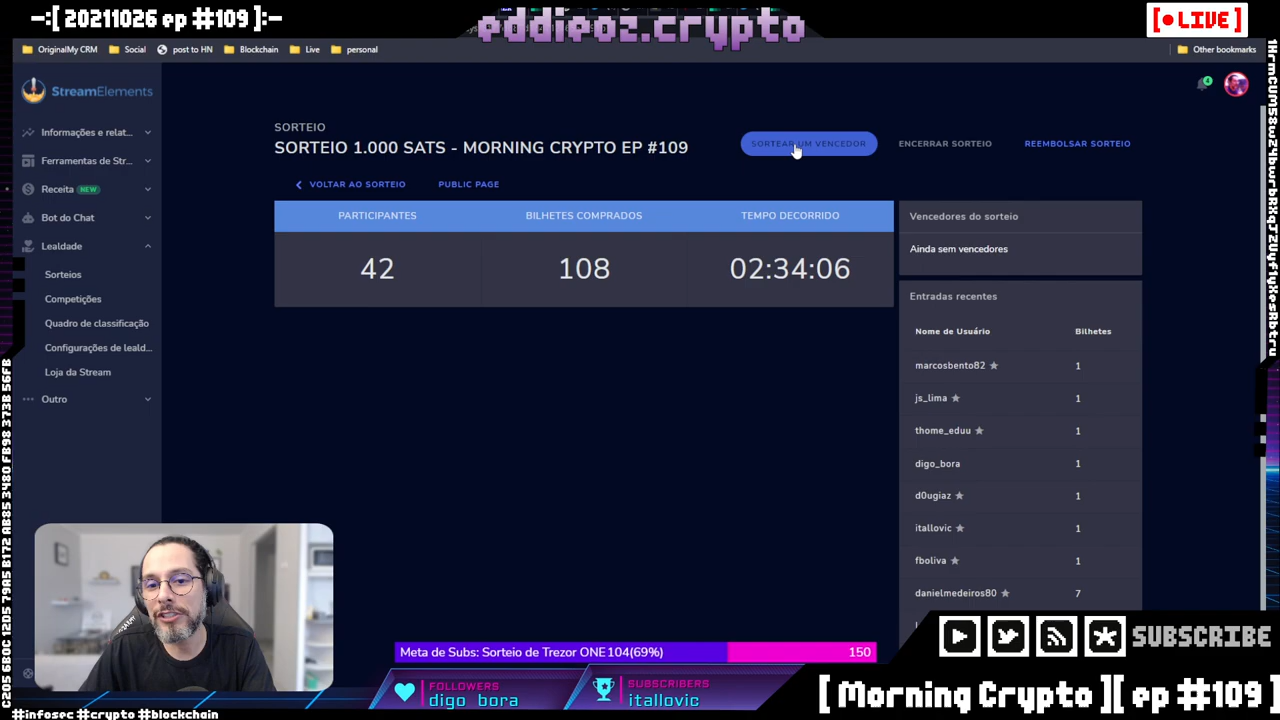 -:[ 20211026 ep #109 ]:-
eddieoz.crypto
[●LIVE]
OriginalMy CRM
Social
post to HN
Blockchain
Live
personal
Other bookmarks
StreamElements
4
Informações e relat...
Ferramentas de Str...
Receita NEW
Bot do Chat
Lealdade
Sorteios
Competições
Quadro de classificação
Configurações de leald...
Loja da Stream
Outro
SORTEIO
SORTEIO 1.000 SATS - MORNING CRYPTO EP #109
SORTEAR UM VENCEDOR
ENCERRAR SORTEIO
REEMBOLSAR SORTEIO
VOLTAR AO SORTEIO
PUBLIC PAGE
PARTICIPANTES
BILHETES COMPRADOS
TEMPO DECORRIDO
42
108
02:34:06
Vencedores do sorteio
Ainda sem vencedores
Entradas recentes
Nome de Usuário Bilhetes
marcosbento82 1
js_lima 1
thome_eduu 1
digo_bora 1
d0ugiaz 1
itallovic 1
fboliva 1
danielmedeiros80 7
Meta de Subs: Sorteio de Trezor ONE 104(69%)
150
FOLLOWERS
digo bora
SUBSCRIBERS
itallovic
SUBSCRIBE
[ Morning Crypto ][ ep #109 ]
#infosec #crypto #blockchain